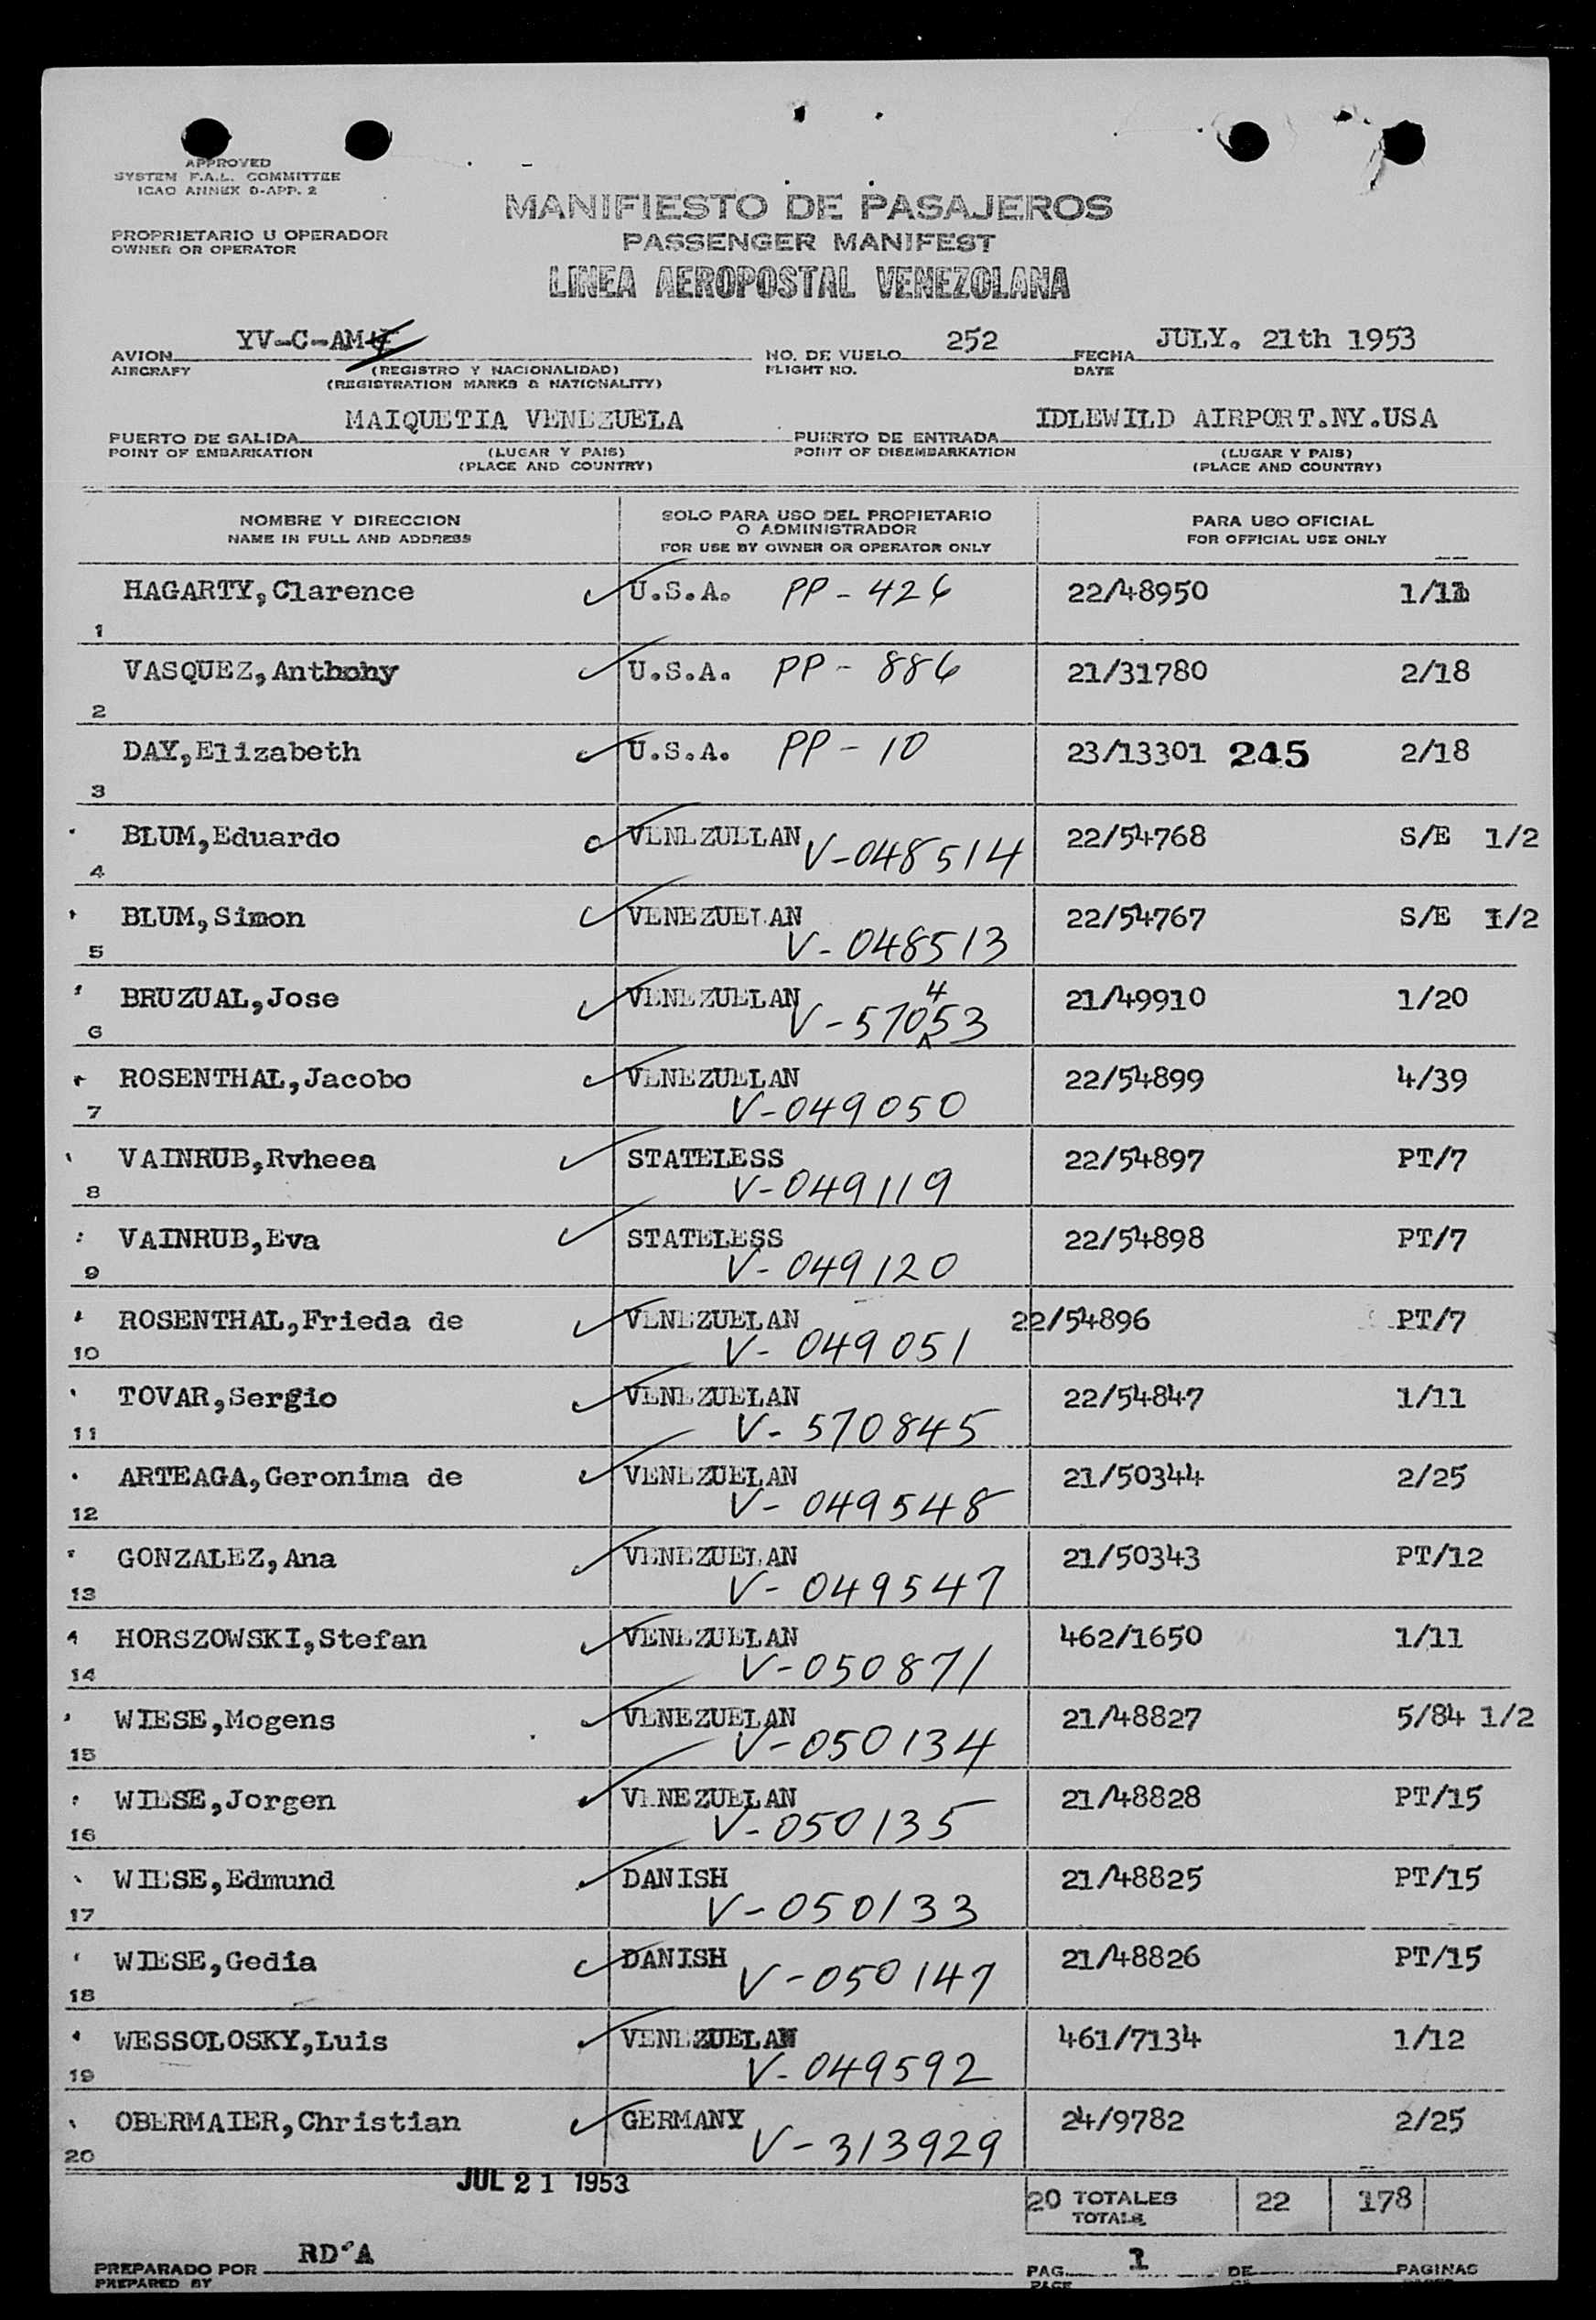 APPROVED
SYSTEM F.A.L. COMMITTEE
ICAO ANNEX 9-APP. 2
MANIFIESTO DE PASAJEROS
PROPRIETARIO U OPERADOR
OWNER OR OPERATOR
PASSENGER MANIFEST
LINEA AEROPOSTAL VENEZOLANA
AVION YV-C-AM NO. DE VUELO 252 FECHA JULY. 21th 1953
AIRCRAFT (REGISTRO Y NACIONALIDAD) FLIGHT NO. DATE
(REGISTRATION MARKS & NATIONALITY)
PUERTO DE SALIDA MAIQUETIA VENEZUELA PUERTO DE ENTRADA IDLEWILD AIRPORT.NY.USA
POINT OF EMBARKATION (LUGAR Y PAIS) POINT OF DISEMBARKATION (LUGAR Y PAIS)
(PLACE AND COUNTRY) (PLACE AND COUNTRY)
NOMBRE Y DIRECCION SOLO PARA USO DEL PROPIETARIO PARA USO OFICIAL
O ADMINISTRADOR
NAME IN FULL AND ADDRESS FOR USE BY OWNER OR OPERATOR ONLY FOR OFFICIAL USE ONLY
HAGARTY,Clarence U.S.A. PP-426 22/48950 1/11
1
VASQUEZ,Anthony U.S.A. PP-886 21/31780 2/18
2
DAY,Elizabeth U.S.A. PP-10 23/13301 245 2/18
3
BLUM,Eduardo VENEZUELAN V-048514 22/54768 S/E 1/2
4
BLUM,Simon VENEZUELAN V-048513 22/54767 S/E 1/2
5
BRUZUAL,Jose VENEZUELAN V-570453 21/49910 1/20
6
ROSENTHAL,Jacobo VENEZUELAN V-049050 22/54899 4/39
7
VAINRUB,Rvheea STATELESS V-049119 22/54897 PT/7
8
VAINRUB,Eva STATELESS V-049120 22/54898 PT/7
9
ROSENTHAL,Frieda de VENEZUELAN V-049051 22/54896 PT/7
10
TOVAR,Sergio VENEZUELAN V-570845 22/54847 1/11
11
ARTEAGA,Geronima de VENEZUELAN V-049548 21/50344 2/25
12
GONZALEZ,Ana VENEZUELAN V-049547 21/50343 PT/12
13
HORSZOWSKI,Stefan VENEZUELAN V-050871 462/1650 1/11
14
WIESE,Mogens VENEZUELAN V-050134 21/48827 5/84 1/2
15
WIESE,Jorgen VENEZUELAN V-050135 21/48828 PT/15
16
WIESE,Edmund DANISH V-050133 21/48825 PT/15
17
WIESE,Gedia DANISH V-050147 21/48826 PT/15
18
WESSOLOSKY,Luis VENEZUELAN V-049592 461/7134 1/12
19
OBERMAIER,Christian GERMANY V-313929 24/9782 2/25
20
JUL 21 1953
20 TOTALES 22 178
TOTALS
PREPARADO POR RD°A PAG. 1 DE PAGINAS
PREPARED BY PAGE